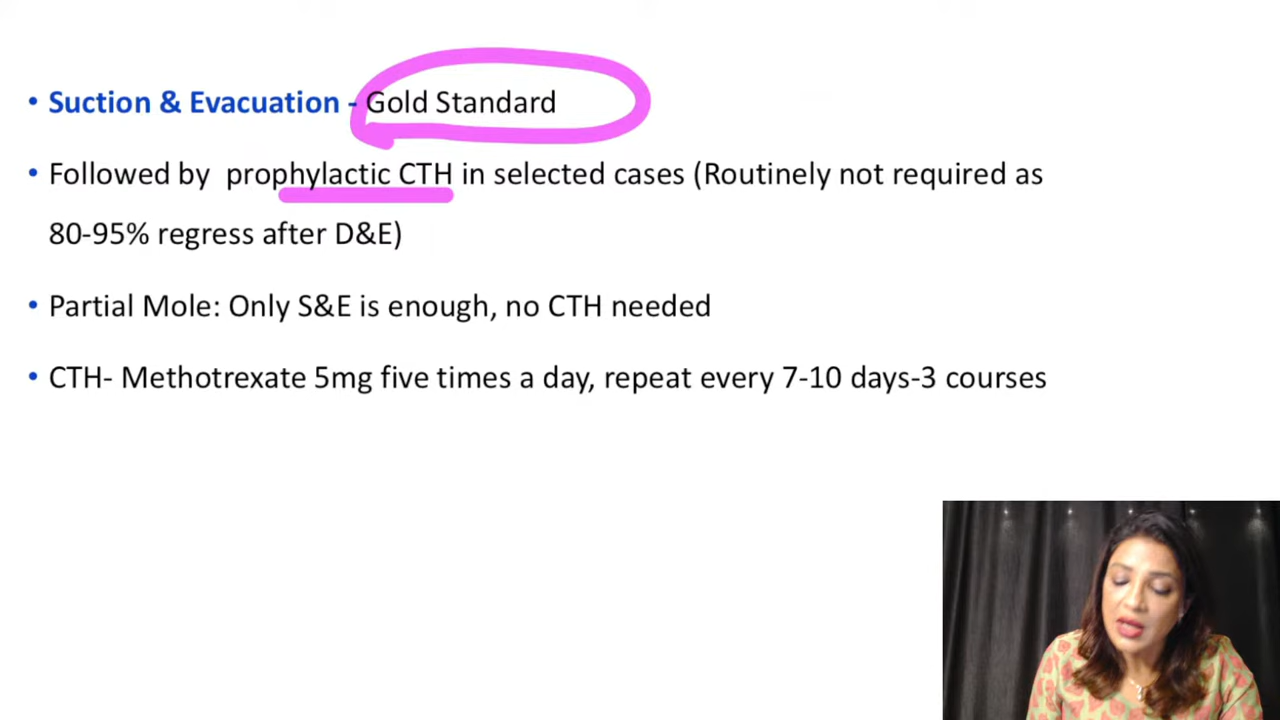 • Suction & Evacuation - Gold Standard
• Followed by prophylactic CTH in selected cases (Routinely not required as
80-95% regress after D&E)
• Partial Mole: Only S&E is enough, no CTH needed
• CTH- Methotrexate 5mg five times a day, repeat every 7-10 days-3 courses